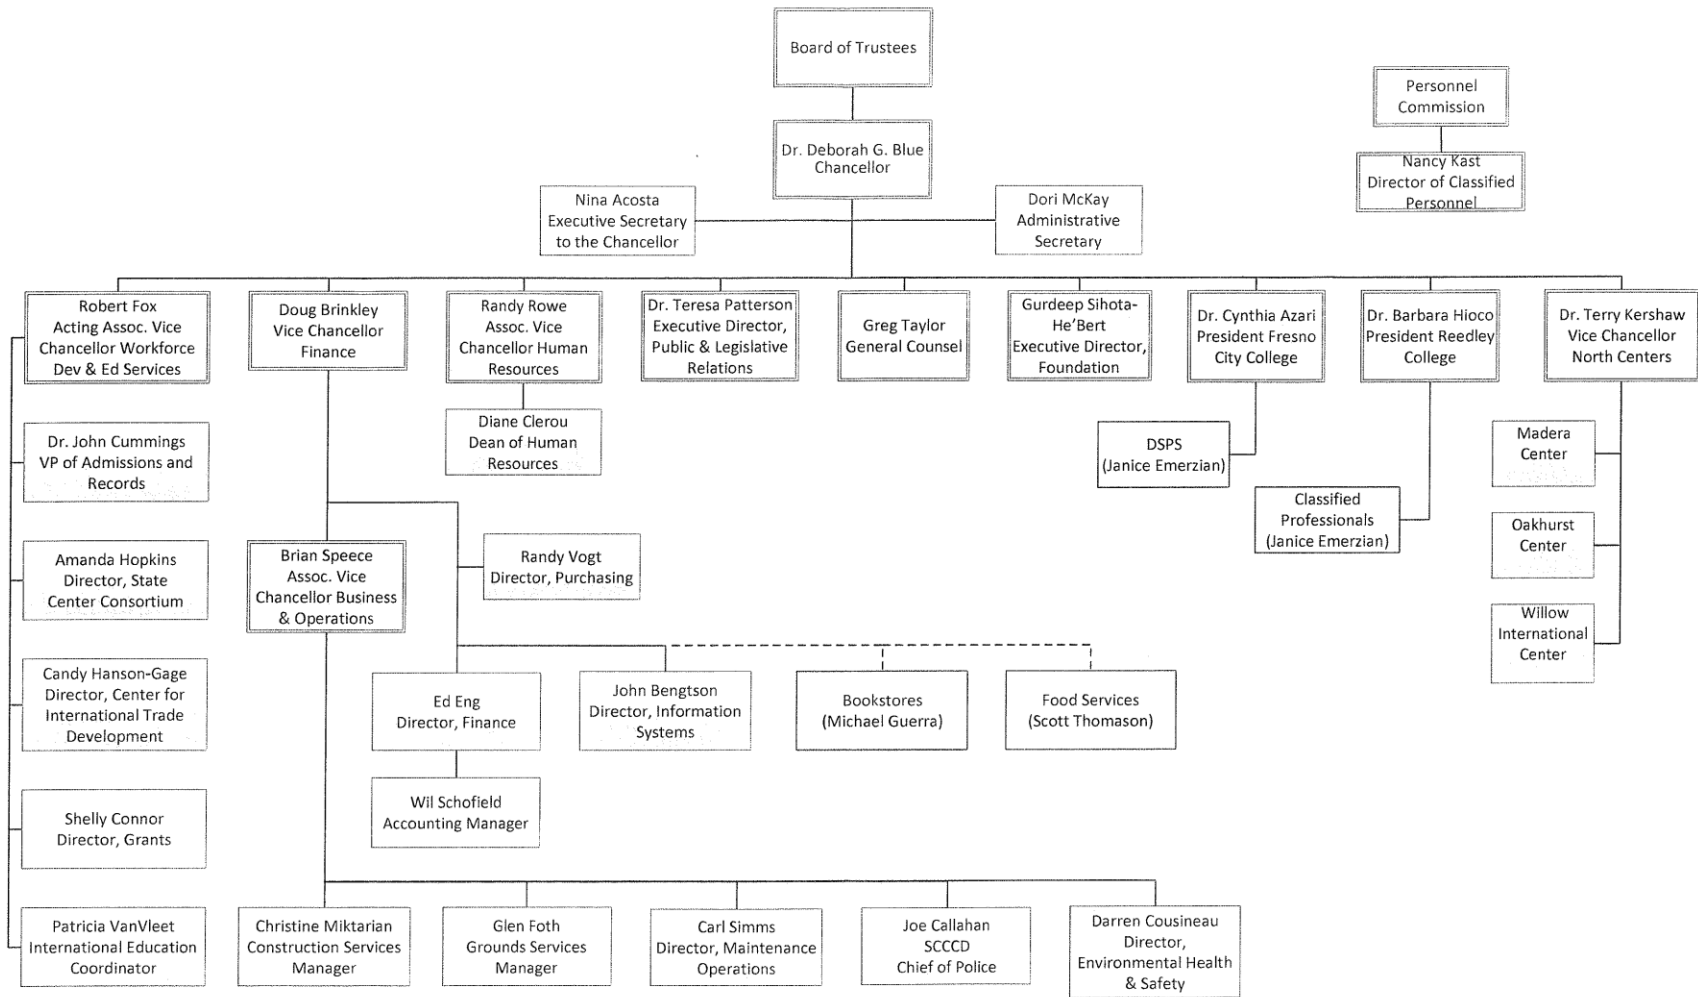 Board of Trustees
Personnel
Commission
Dr. Deborah G. Blue
Chancellor
Nancy Kast
Director of Classified
Personnel
Nina Acosta
Executive Secretary
to the Chancellor
Dori McKay
Administrative
Secretary
Robert Fox
Acting Assoc. Vice
Chancellor Workforce
Dev & Ed Services
Doug Brinkley
Vice Chancellor
Finance
Randy Rowe
Assoc. Vice
Chancellor Human
Resources
Dr. Teresa Patterson
Executive Director,
Public & Legislative
Relations
Greg Taylor
General Counsel
Gurdeep Sihota-
He’Bert
Executive Director,
Foundation
Dr. Cynthia Azari
President Fresno
City College
Dr. Barbara Hioco
President Reedley
College
Dr. Terry Kershaw
Vice Chancellor
North Centers
Dr. John Cummings
VP of Admissions and
Records
Diane Clerou
Dean of Human
Resources
DSPS
(Janice Emerzian)
Madera
Center
Classified
Professionals
(Janice Emerzian)
Oakhurst
Center
Amanda Hopkins
Director, State
Center Consortium
Brian Speece
Assoc. Vice
Chancellor Business
& Operations
Randy Vogt
Director, Purchasing
Willow
International
Center
Candy Hanson-Gage
Director, Center for
International Trade
Development
Ed Eng
Director, Finance
John Bengtson
Director, Information
Systems
Bookstores
(Michael Guerra)
Food Services
(Scott Thomason)
Shelly Connor
Director, Grants
Wil Schofield
Accounting Manager
Patricia VanVleet
International Education
Coordinator
Christine Miktarian
Construction Services
Manager
Glen Foth
Grounds Services
Manager
Carl Simms
Director, Maintenance
Operations
Joe Callahan
SCCCD
Chief of Police
Darren Cousineau
Director,
Environmental Health
& Safety